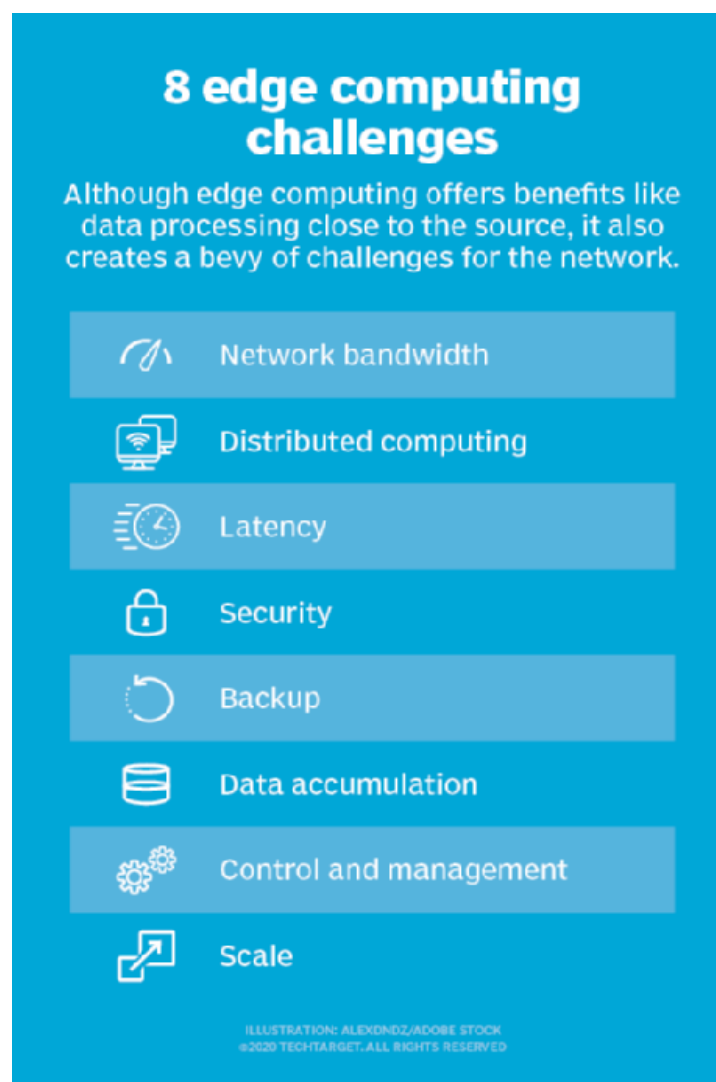 8 edge computing
challenges
Although edge computing offers benefits like
data processing close to the source, it also
creates a bevy of challenges for the network.
Network bandwidth
Distributed computing
Latency
Security
Backup
Data accumulation
Control and management
Scale
ILLUSTRATION: ALEXDNDZ/ADOBE STOCK
©2020 TECHTARGET. ALL RIGHTS RESERVED